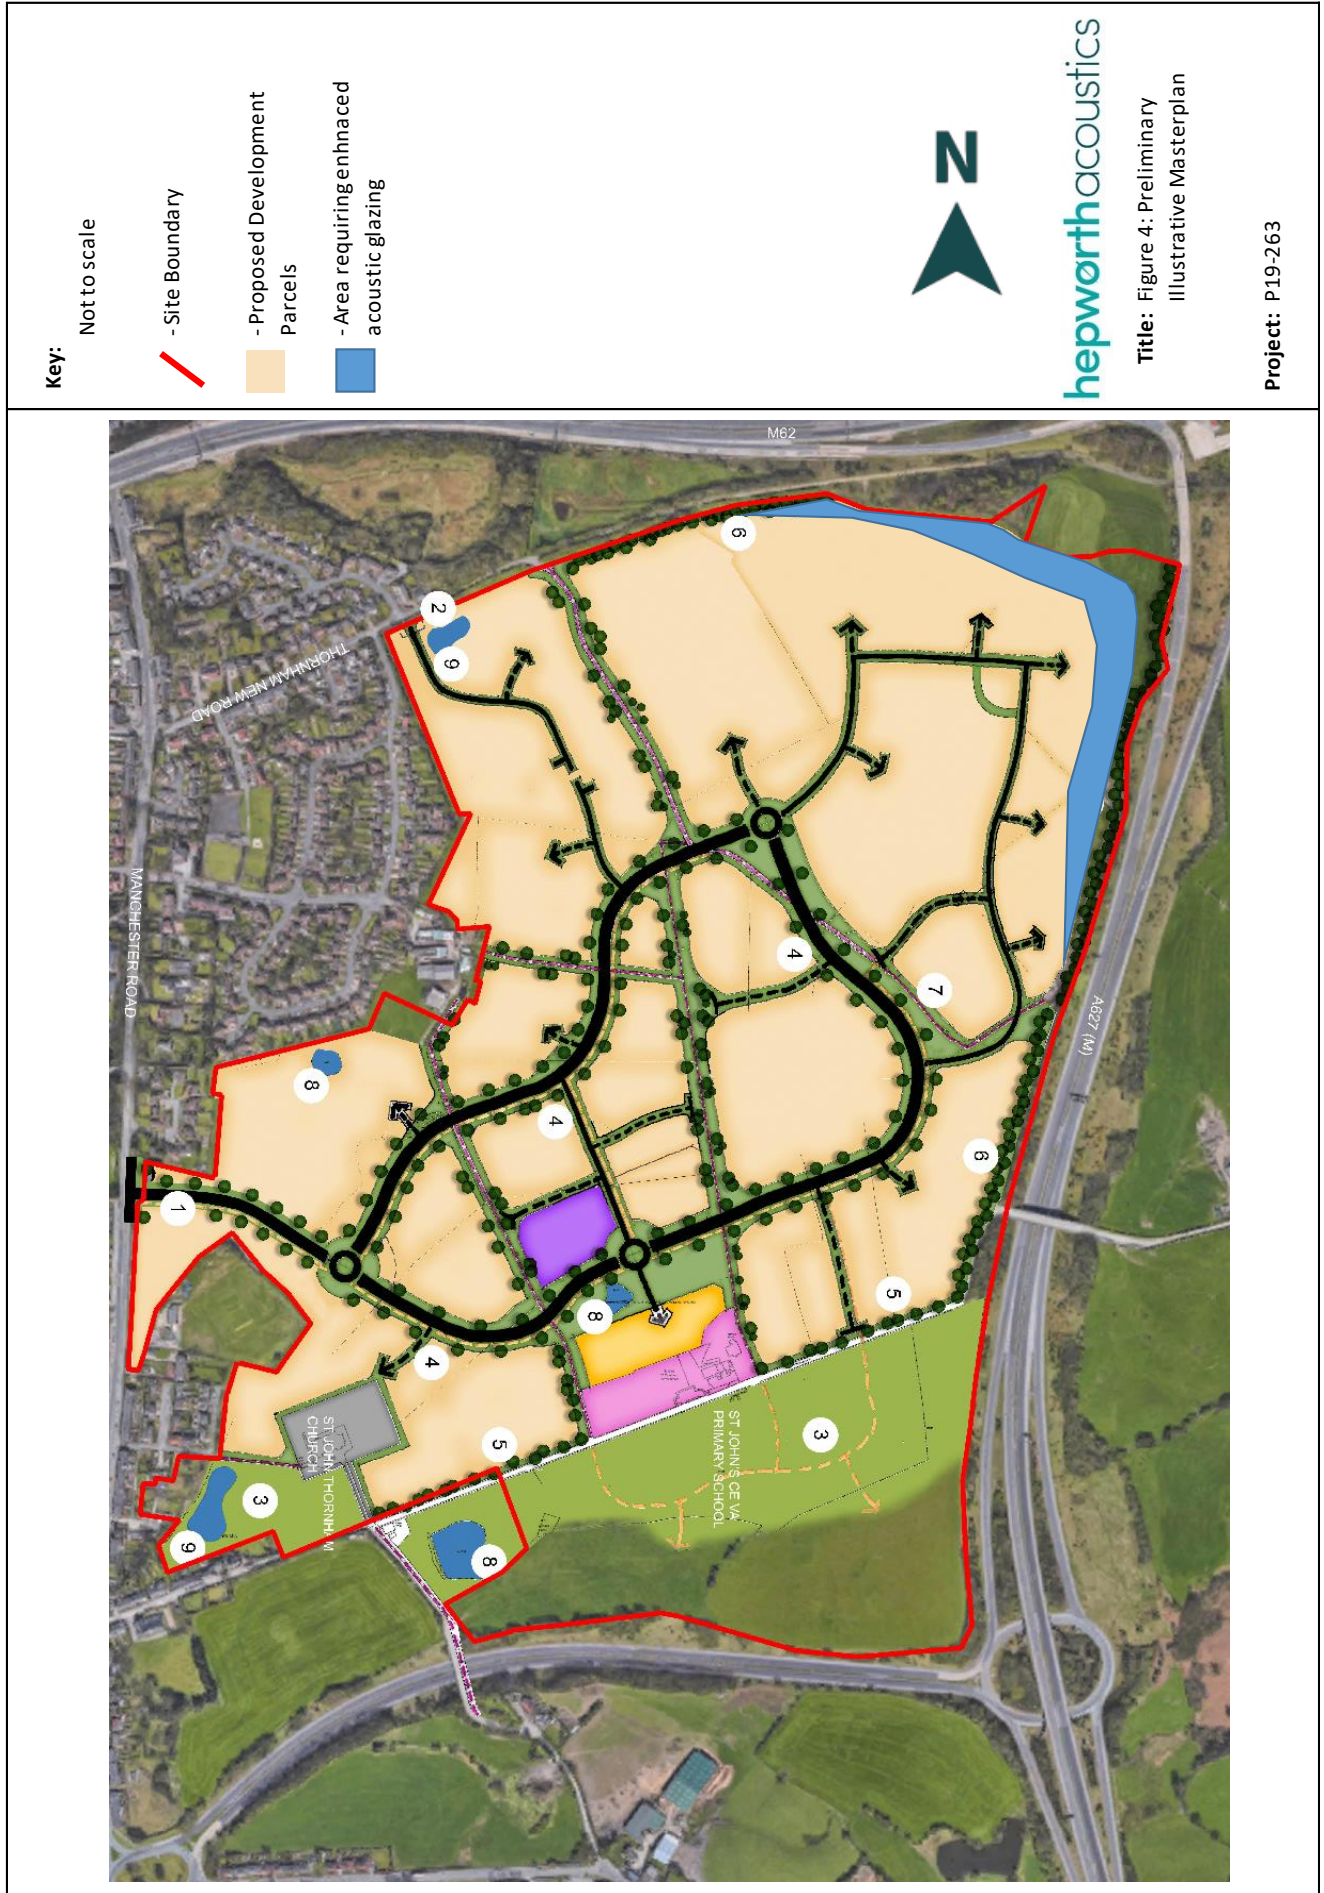 Key:
Not to scale
- Site Boundary
- Proposed Development
Parcels
- Area requiring enhnaced
acoustic glazing
N
hepwørthacoustics
Title: Figure 4: Preliminary
Illustrative Masterplan
Project: P19-263
M62
6
2
9
THORNHAM NEW ROAD
MANCHESTER ROAD
4
7
A627 (M)
8
4
6
1
5
8
4
ST JOHN'S CE VA
PRIMARY SCHOOL
3
5
ST JOHN THORNHAM
CHURCH
3
9
8